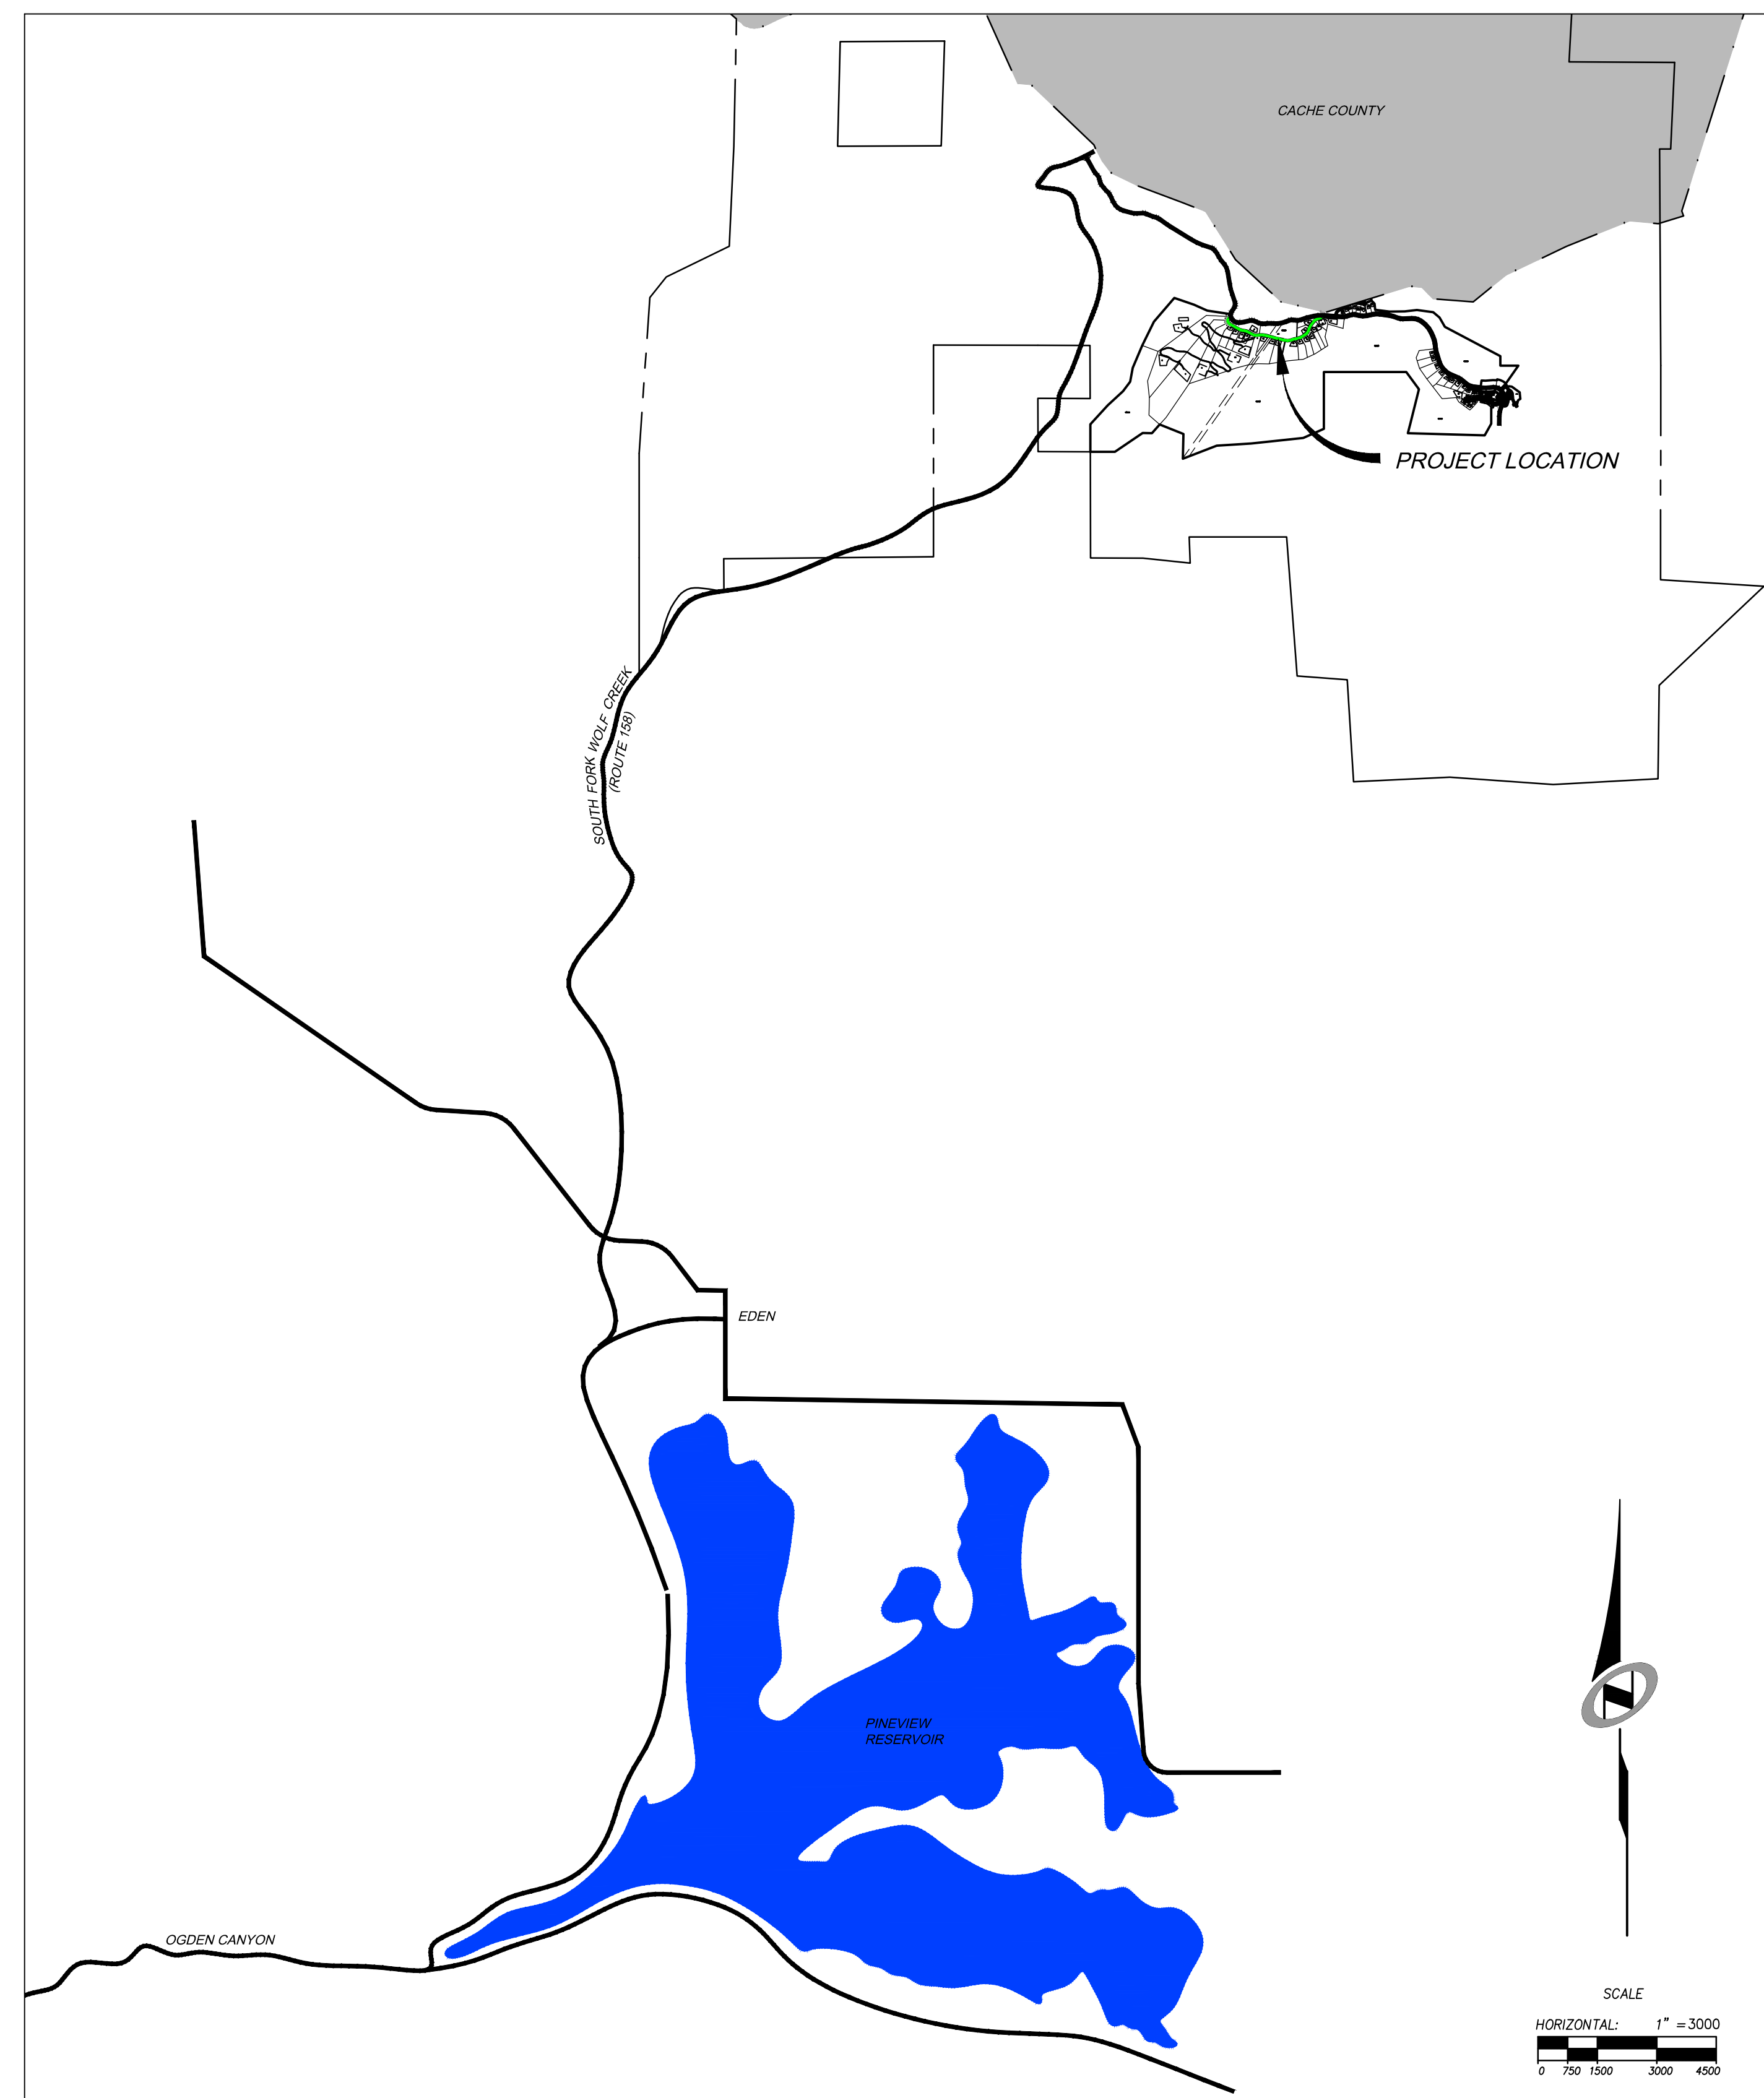 CACHE COUNTY
PROJECT LOCATION
SOUTH FORK WOLF CREEK
(ROUTE 158)
EDEN
PINEVIEW
RESERVOIR
OGDEN CANYON
SCALE
HORIZONTAL: 1" =3000
0 750 1500 3000 4500